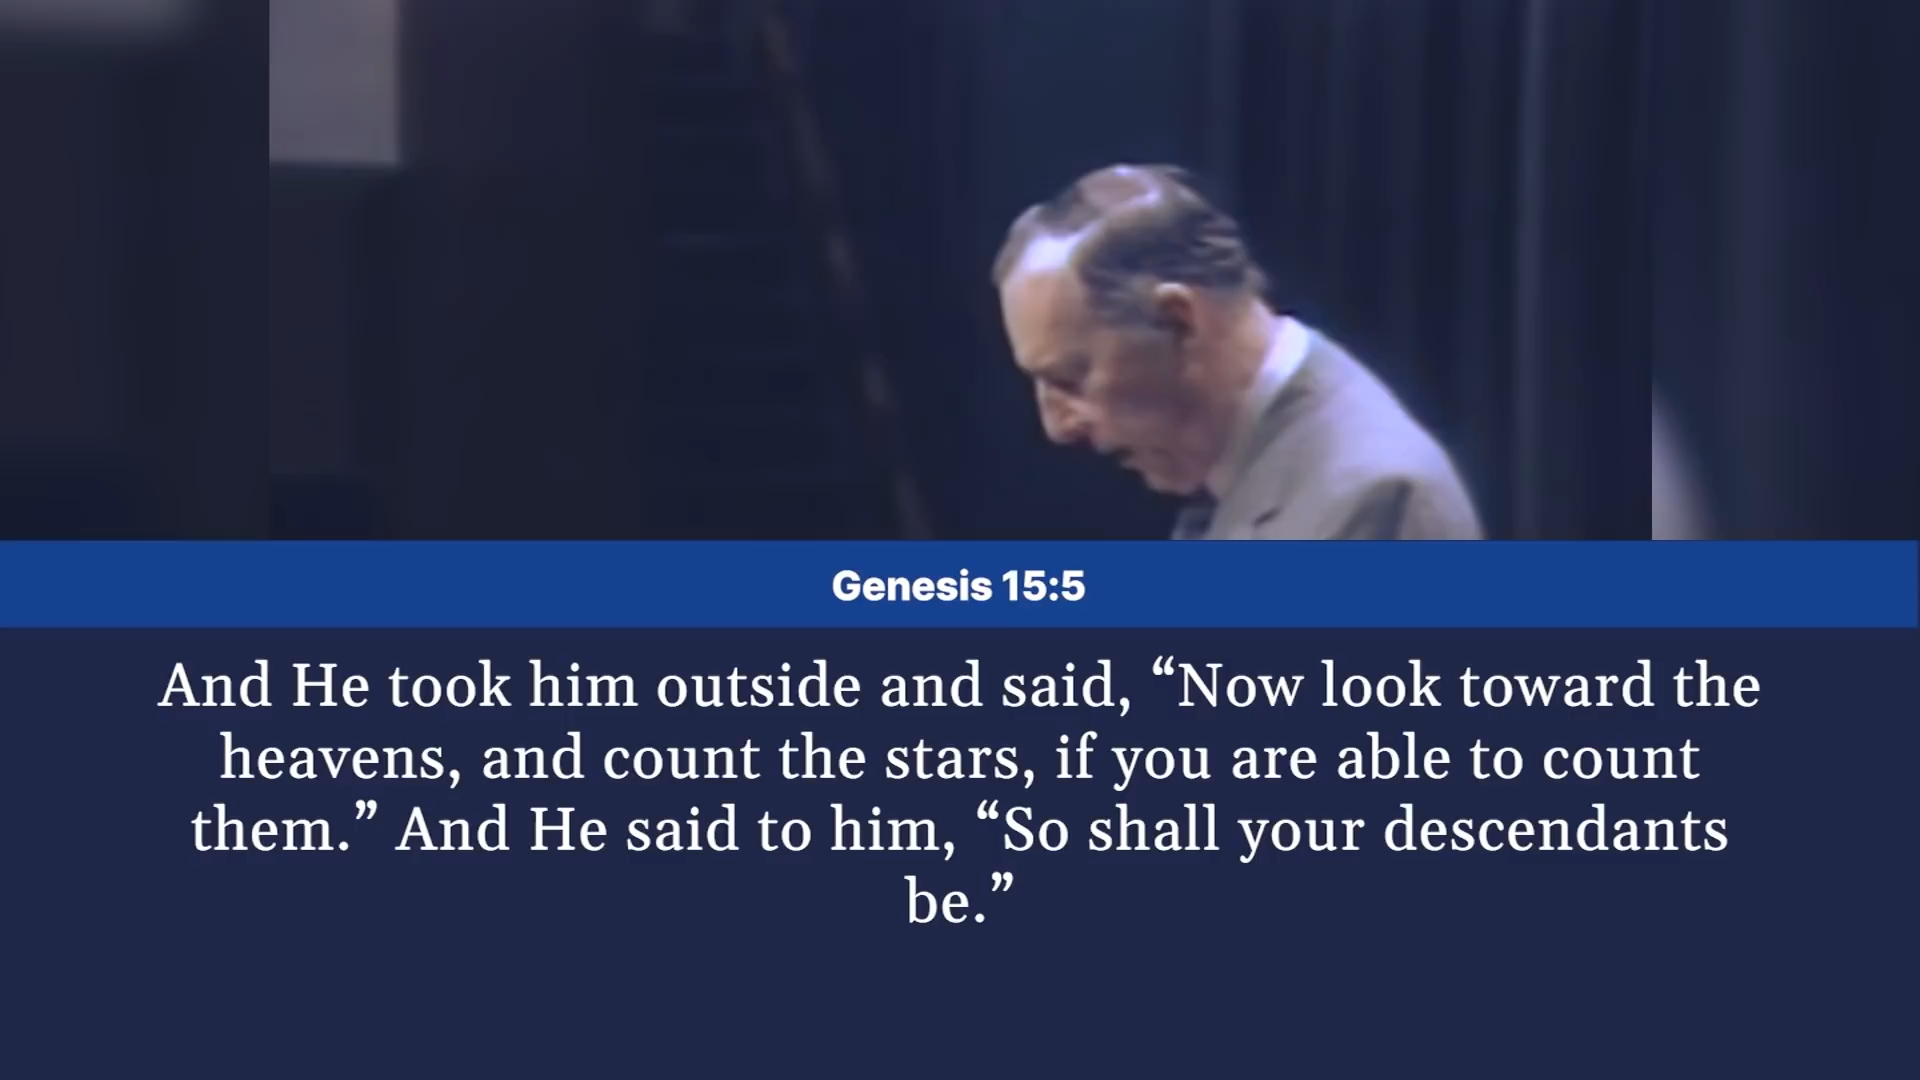 Genesis 15:5
And He took him outside and said, “Now look toward the
heavens, and count the stars, if you are able to count
them.” And He said to him, “So shall your descendants
be.”